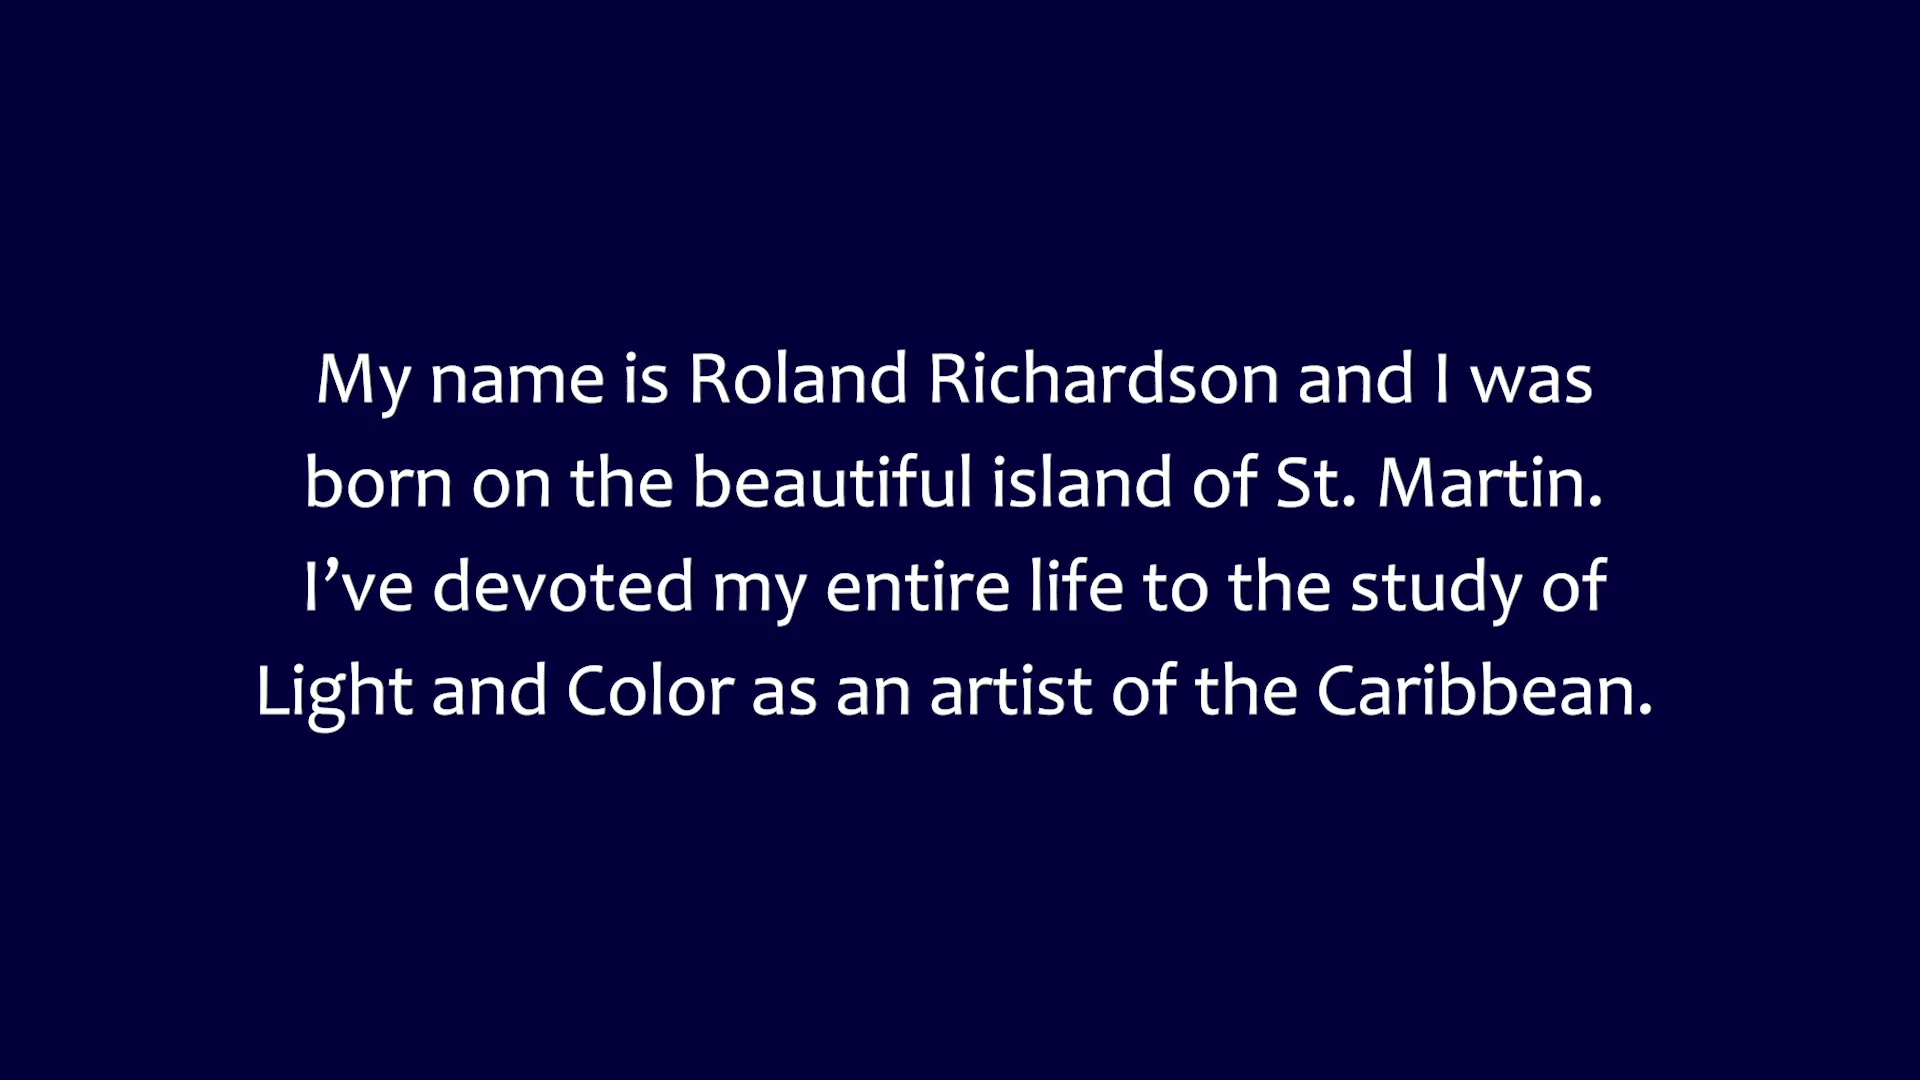 My name is Roland Richardson and I was
born on the beautiful island of St. Martin.
I’ve devoted my entire life to the study of
Light and Color as an artist of the Caribbean.